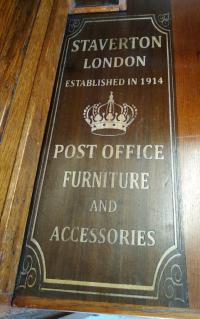 STAVERTON
LONDON
ESTABLISHED IN 1914
POST OFFICE
FURNITURE
AND
ACCESSORIES